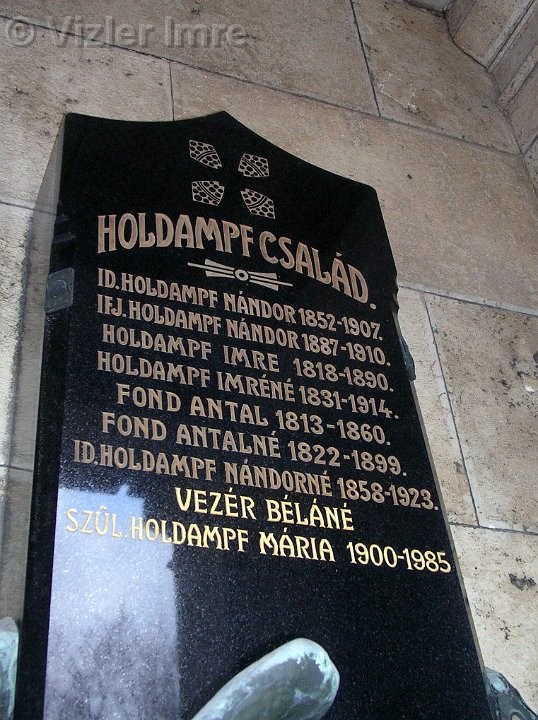 © Vizler Imre
HOLDAMPF CSALÁD.
ID. HOLDAMPF NÁNDOR 1852-1907.
IFJ. HOLDAMPF NÁNDOR 1887-1910.
HOLDAMPF IMRE 1818-1890.
HOLDAMPF IMRÉNÉ 1831-1914.
FOND ANTAL 1813-1860.
FOND ANTALNÉ 1822-1899.
ID. HOLDAMPF NÁNDORNÉ 1858-1923.
VEZÉR BÉLÁNÉ
SZÜL. HOLDAMPF MÁRIA 1900-1985